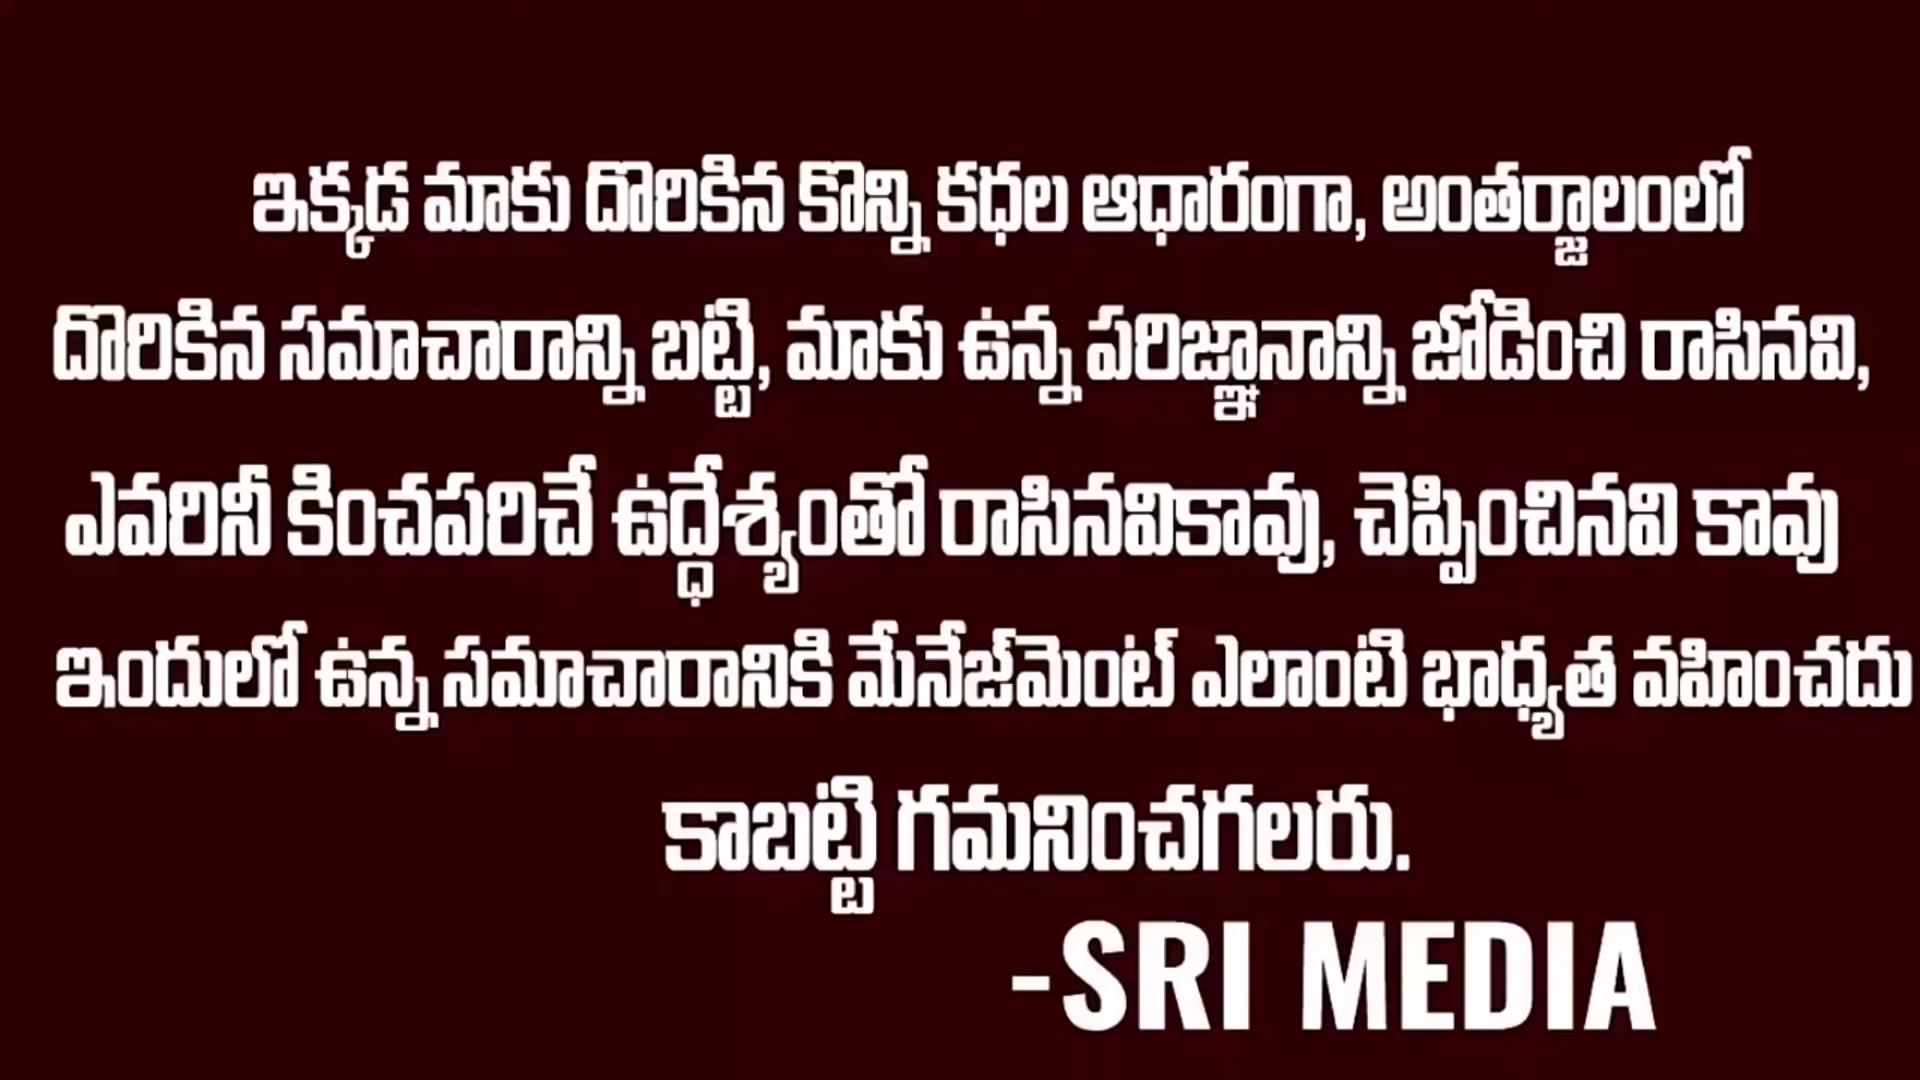 ఇక్కడ మాకు దొరికిన కొన్ని కధల ఆధారంగా, అంతర్జాలంలో
దొరికిన సమాచారాన్ని బట్టి, మాకు ఉన్న పరిజ్ఞానాన్ని జోడించి రాసినవి,
ఎవరినీ కించపరిచే ఉద్ధేశ్యంతో రాసినవికావు, చెప్పించినవి కావు
ఇందులో ఉన్న సమాచారానికి మేనేజ్‌మెంట్ ఎలాంటి భాధ్యత వహించదు
కాబట్టి గమనించగలరు.
-SRI MEDIA